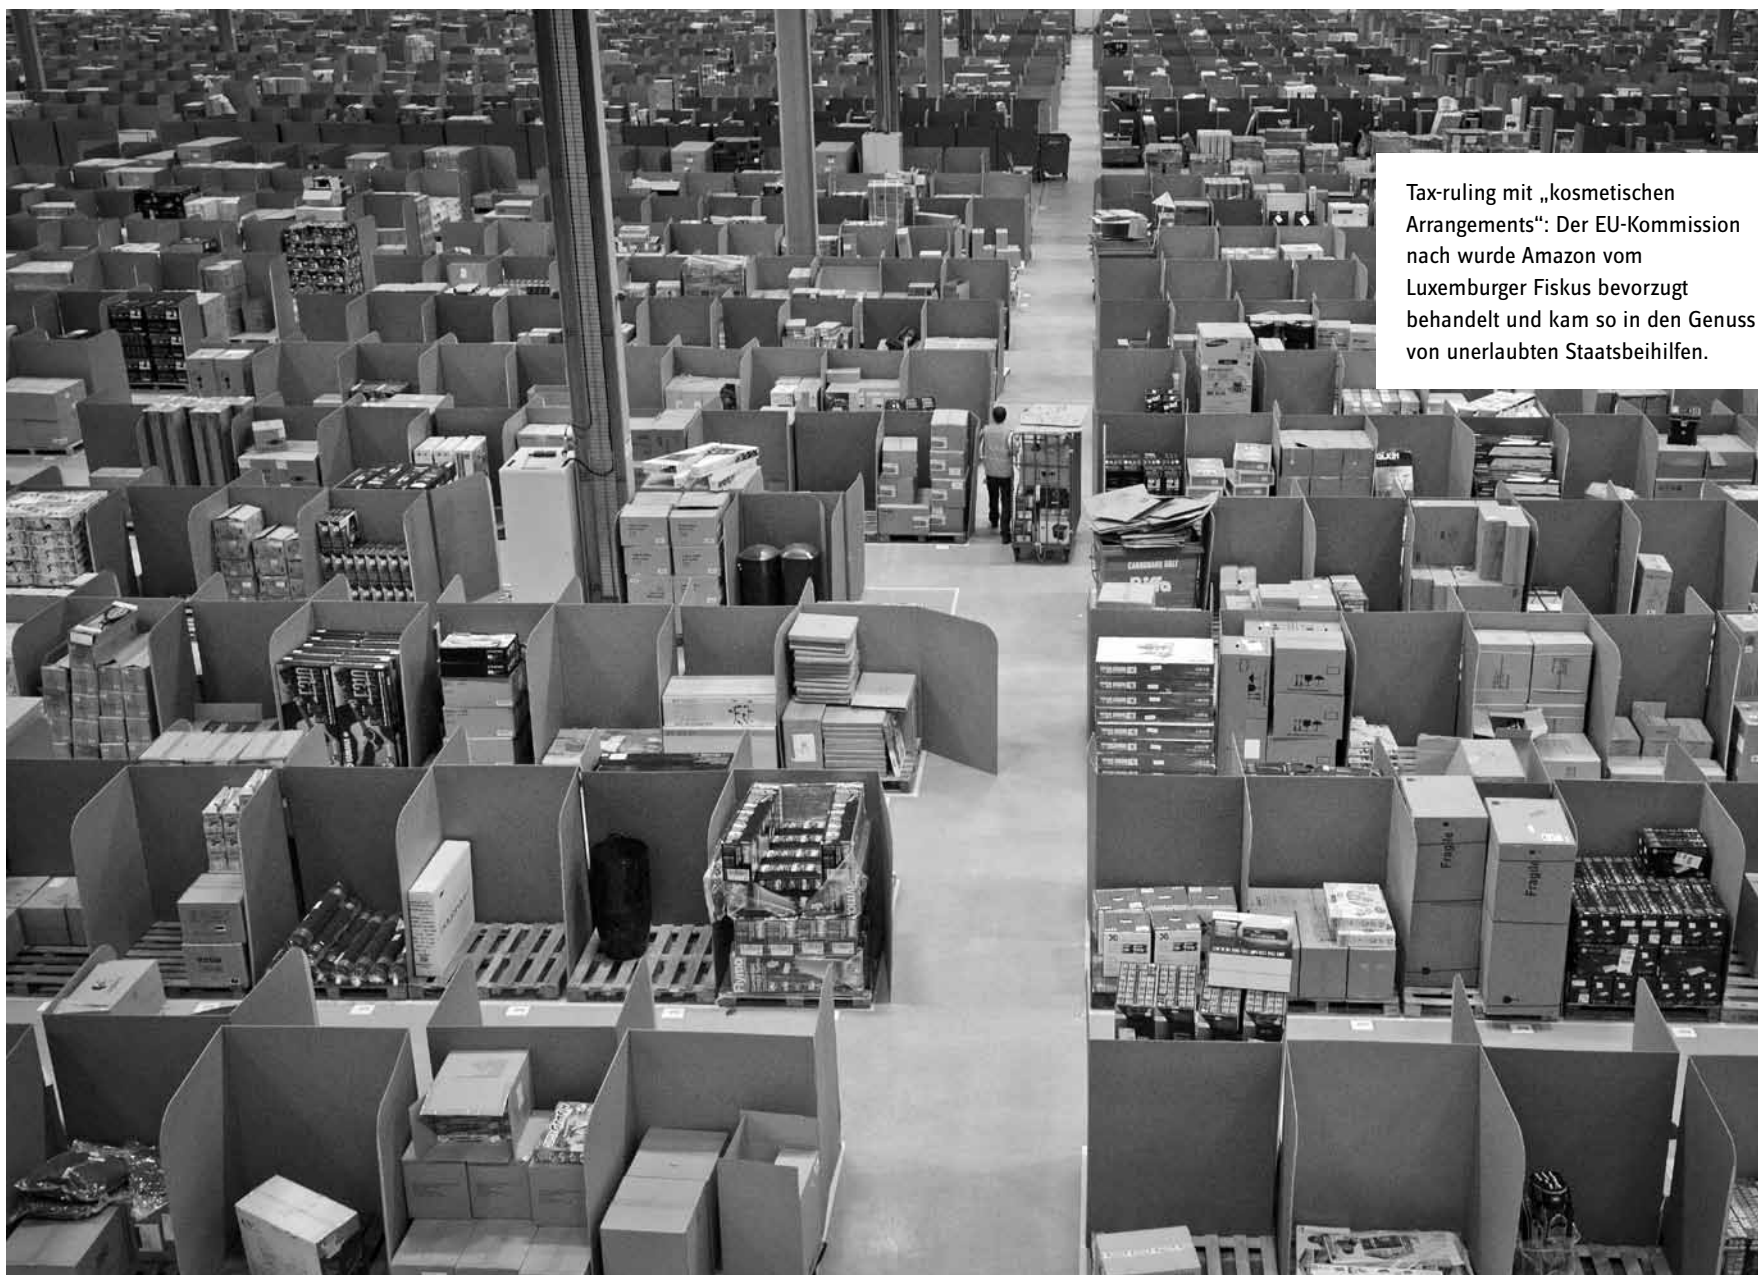 Tax-ruling mit „kosmetischen
Arrangements“: Der EU-Kommission
nach wurde Amazon vom
Luxemburger Fiskus bevorzugt
behandelt und kam so in den Genuss
von unerlaubten Staatsbeihilfen.
Fragile
Fragile
Flymo